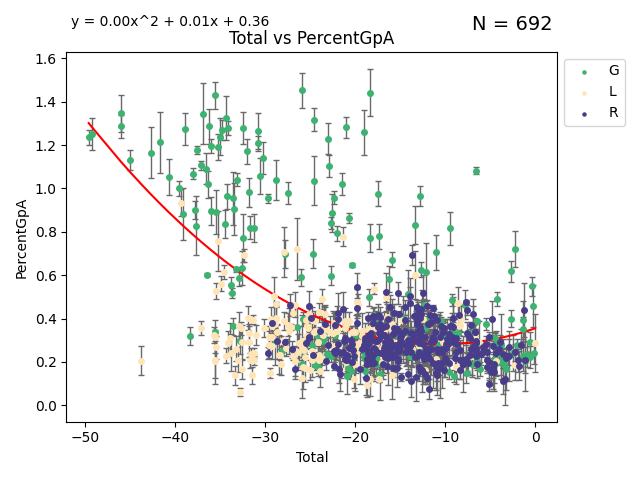 y = 0.00x^2 + 0.01x + 0.36
N = 692
Total vs PercentGpA
G
L
R
PercentGpA
1.6
1.4
1.2
1.0
0.8
0.6
0.4
0.2
0.0
−50
−40
−30
−20
−10
0
Total